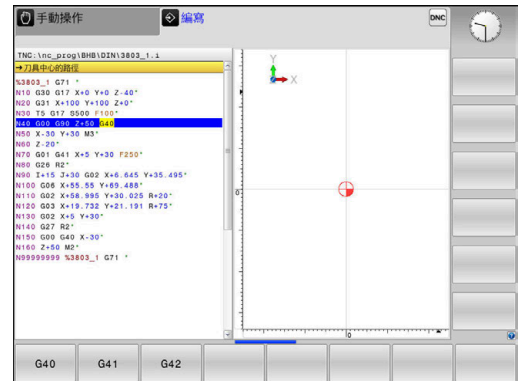 手動操作
編寫
DNC
TNC:\nc_prog\BHB\DIN\3803_1.i
→刀具中心的路徑
%3803_1 G71 *
N10 G30 G17 X+0 Y+0 Z-40*
N20 G31 X+100 Y+100 Z+0*
N30 T5 G17 S500 F100*
N40 G00 G90 Z+50 G40
N50 X-30 Y+30 M3*
N60 Z-20*
N70 G01 G41 X+5 Y+30 F250*
N80 G26 R2*
N90 I+15 J+30 G02 X+6.645 Y+35.495*
N100 G06 X+55.55 Y+69.488*
N110 G02 X+58.995 Y+30.025 R+20*
N120 G03 X+19.732 Y+21.191 R+75*
N130 G02 X+5 Y+30*
N140 G27 R2*
N150 G00 G40 X-30*
N160 Z+50 M2*
N99999999 %3803_1 G71 *
Y
X
0
0
G40 G41 G42